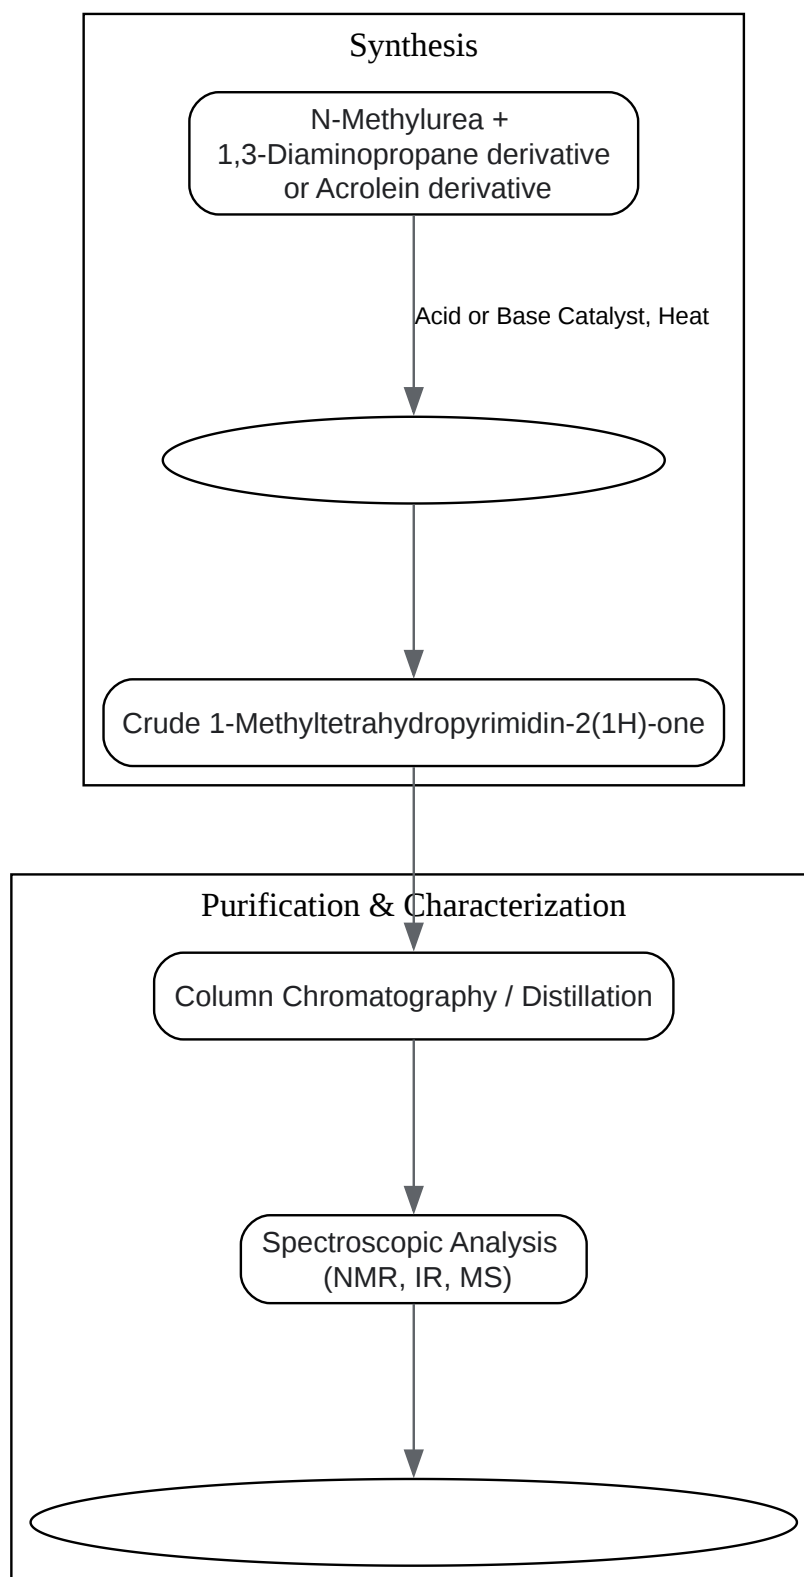 Synthesis
N-Methylurea +
1,3-Diaminopropane derivative
or Acrolein derivative
Acid or Base Catalyst, Heat
Crude 1-Methyltetrahydropyrimidin-2(1H)-one
Purification & Characterization
Column Chromatography / Distillation
Spectroscopic Analysis
(NMR, IR, MS)